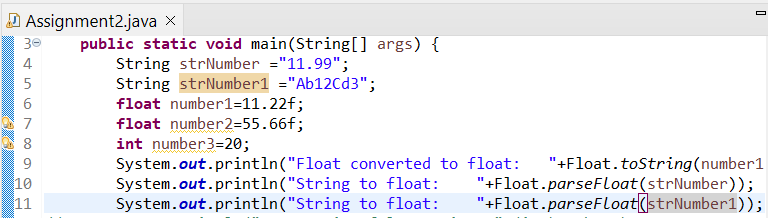 Assignment2.java
3 public static void main(String[] args) {
4 String strNumber ="11.99";
5 String strNumber1 ="Ab12Cd3";
6 float number1=11.22f;
7 float number2=55.66f;
8 int number3=20;
9 System.out.println("Float converted to float:   "+Float.toString(number1
10 System.out.println("String to float:    "+Float.parseFloat(strNumber));
11 System.out.println("String to float:    "+Float.parseFloat(strNumber1));